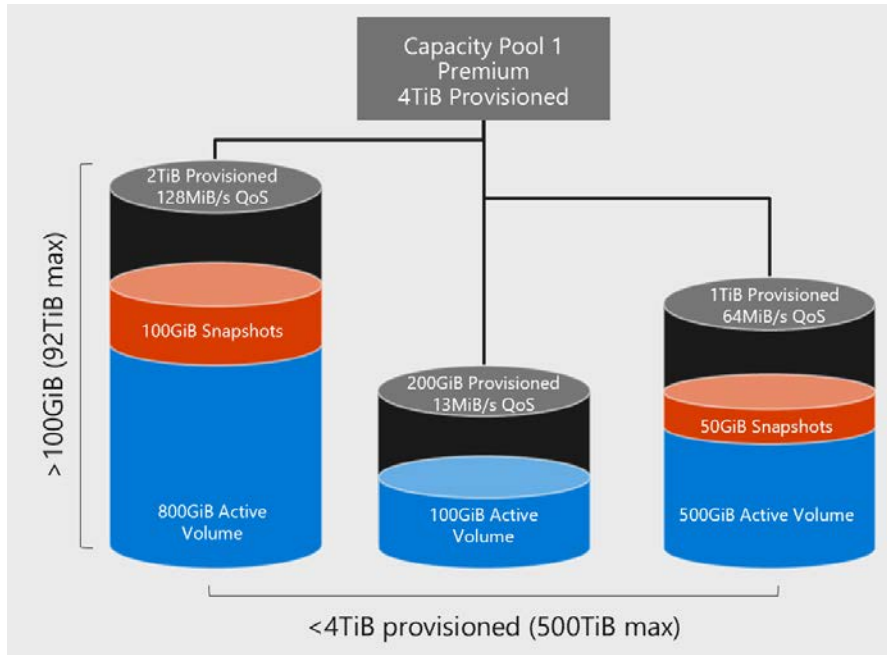 Capacity Pool 1
Premium
4TiB Provisioned
2TiB Provisioned
128MiB/s QoS
100GiB Snapshots
800GiB Active
Volume
200GiB Provisioned
13MiB/s QoS
100GiB Active
Volume
1TiB Provisioned
64MiB/s QoS
50GiB Snapshots
500GiB Active Volume
>100GiB (92TiB max)
<4TiB provisioned (500TiB max)